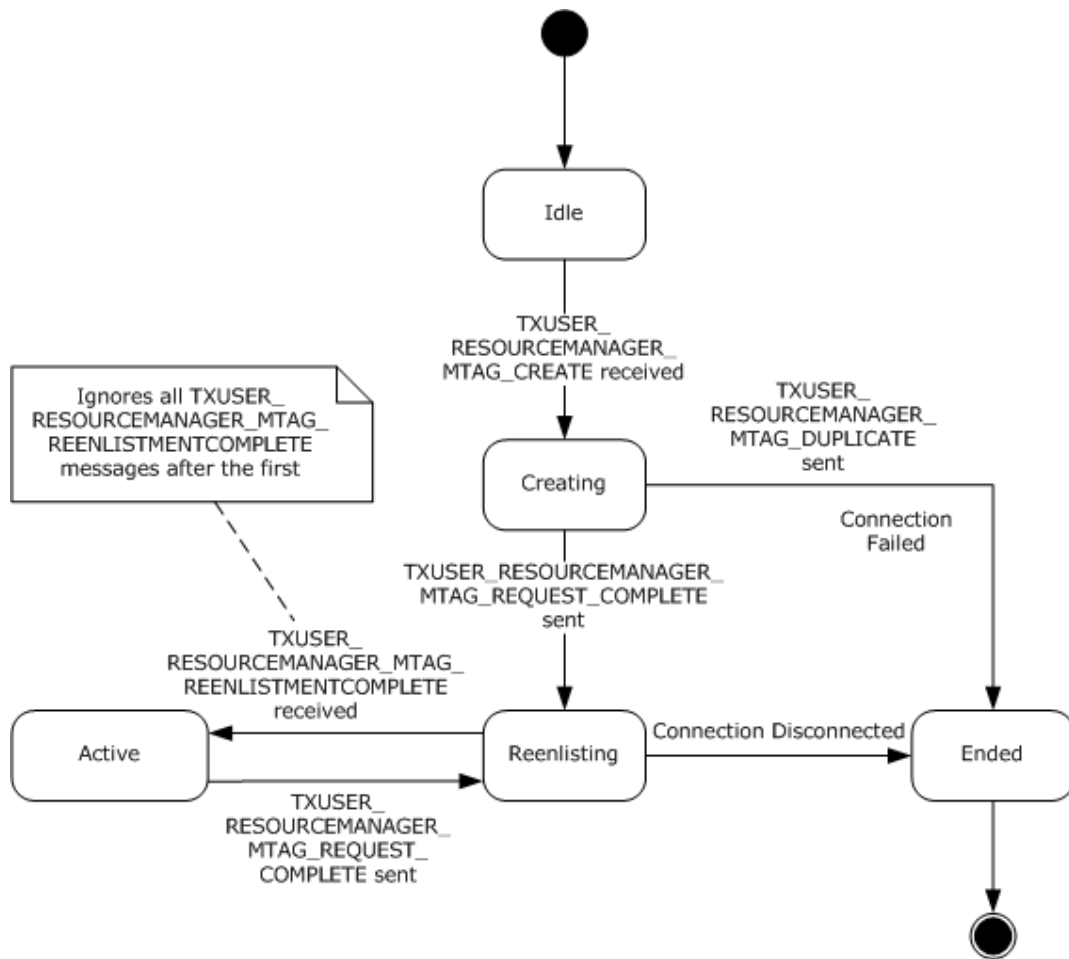 Idle
TXUSER_
RESOURCEMANAGER_
MTAG_CREATE received
Ignores all TXUSER_
RESOURCEMANAGER_MTAG_
REENLISTMENTCOMPLETE
messages after the first
TXUSER_
RESOURCEMANAGER_
MTAG_DUPLICATE
sent
Creating
Connection
Failed
TXUSER_RESOURCEMANAGER_
MTAG_REQUEST_COMPLETE
sent
TXUSER_
RESOURCEMANAGER_MTAG_
REENLISTMENTCOMPLETE
received
Active
Reenlisting
Connection Disconnected
Ended
TXUSER_
RESOURCEMANAGER_
MTAG_REQUEST_
COMPLETE sent